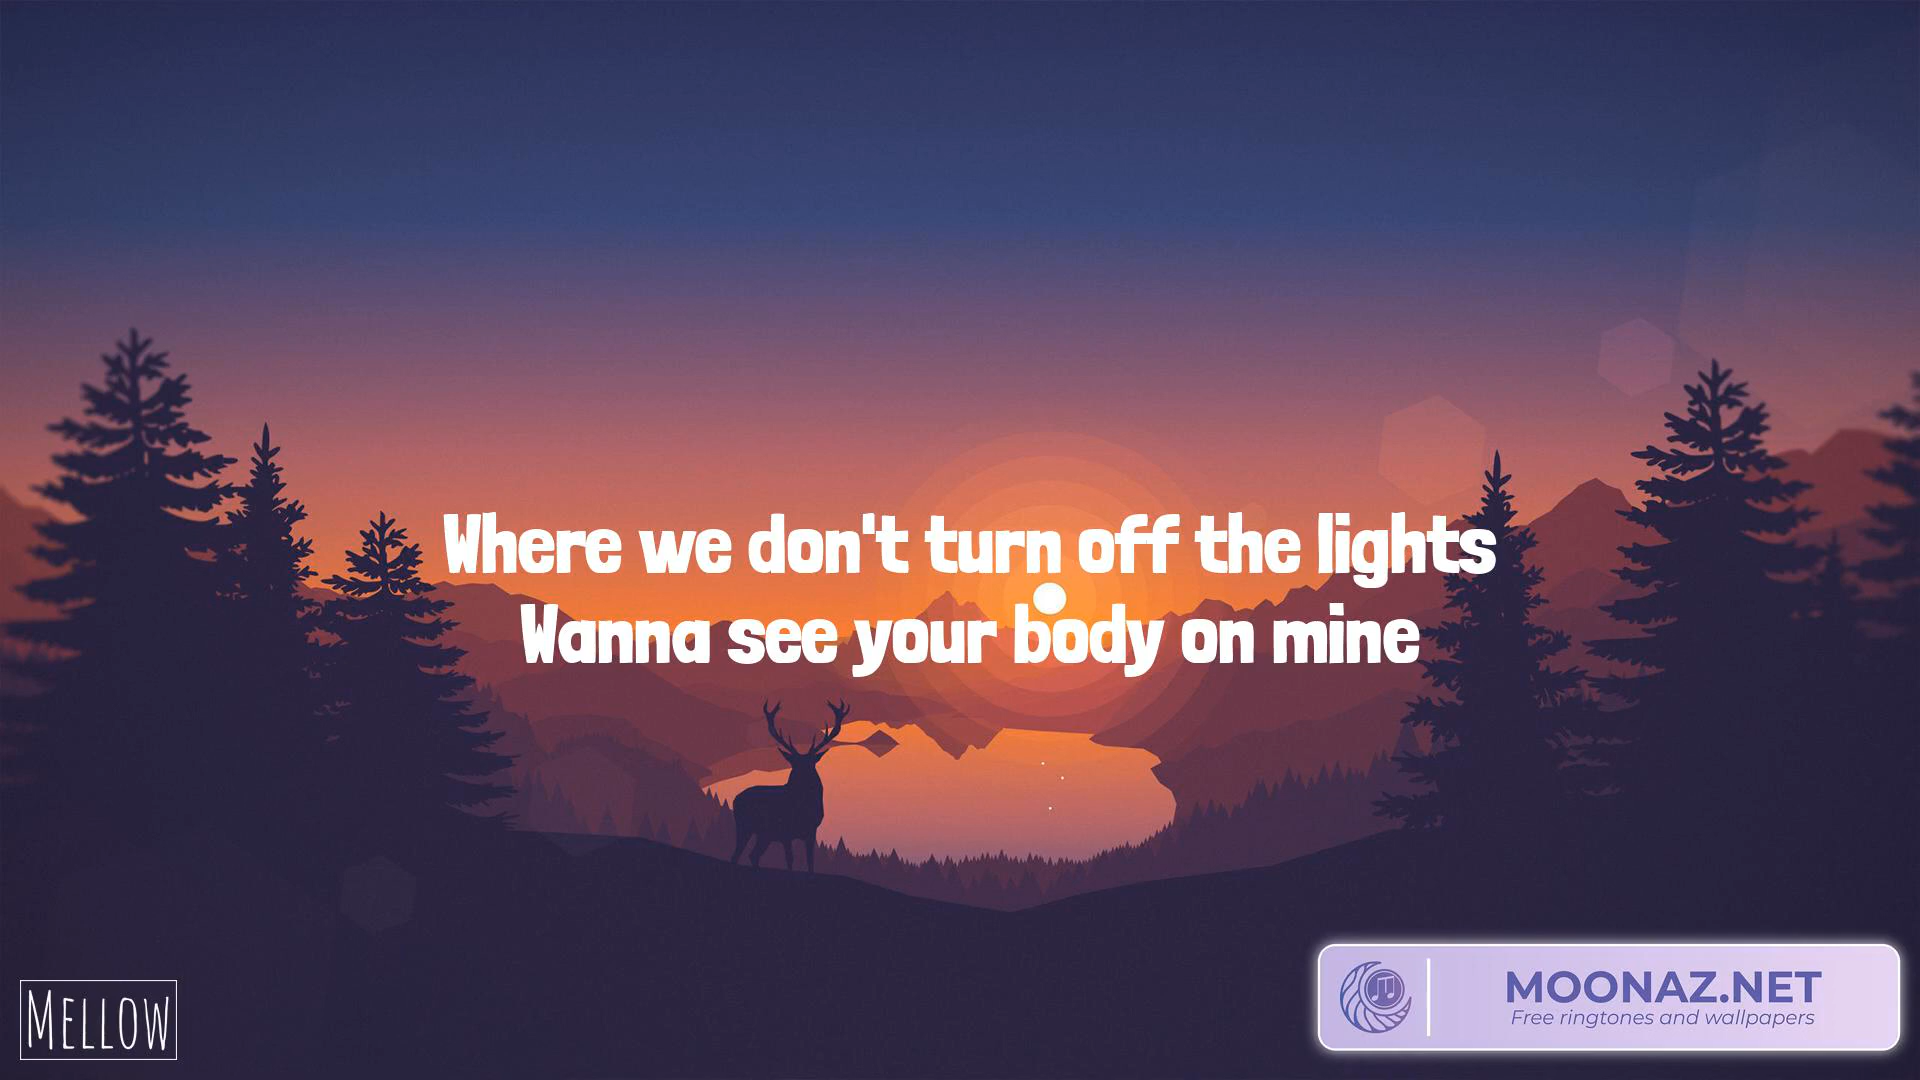 Where we don't turn off the lights
Wanna see your body on mine
MELLOW
MOONAZ.NET
Free ringtones and wallpapers